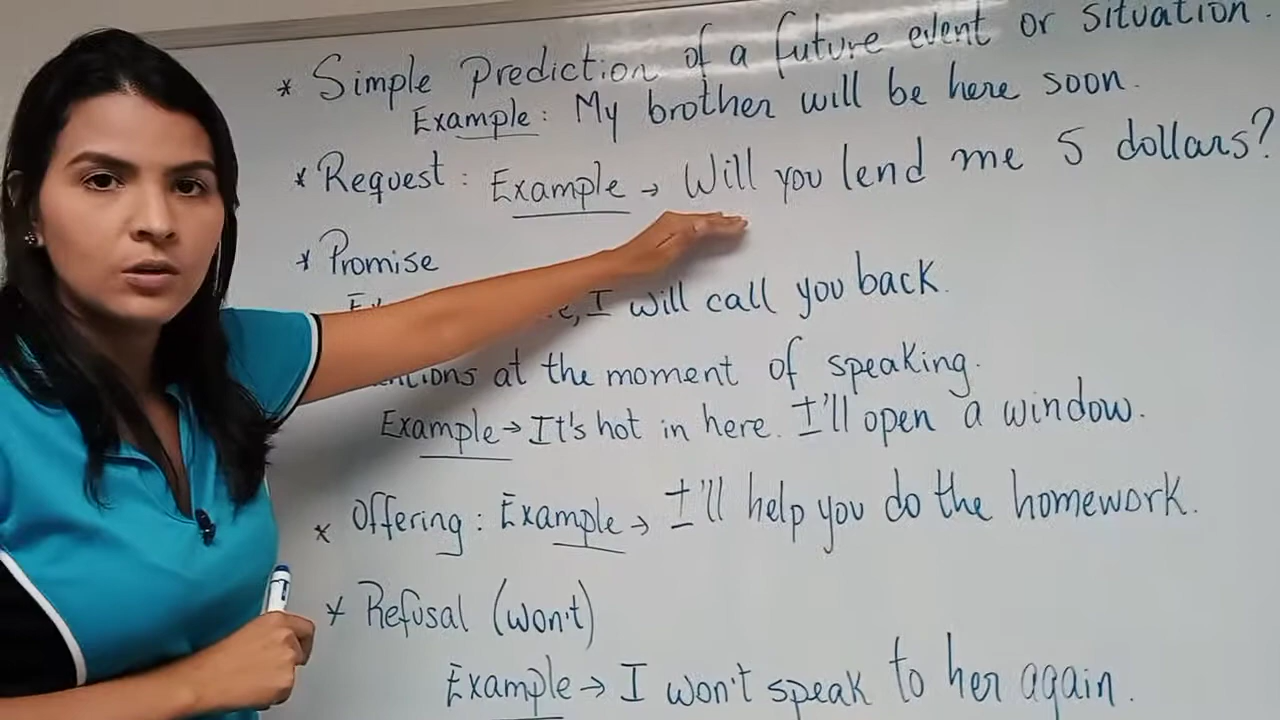 * Simple Prediction of a future event or situation.
Example: My brother will be here soon.
* Request: Example → Will you lend me 5 dollars?
* Promise
I will call you back.
at the moment of speaking.
Example → It's hot in here. I'll open a window.
* Offering: Example → I'll help you do the homework.
* Refusal (won't)
Example → I won't speak to her again.